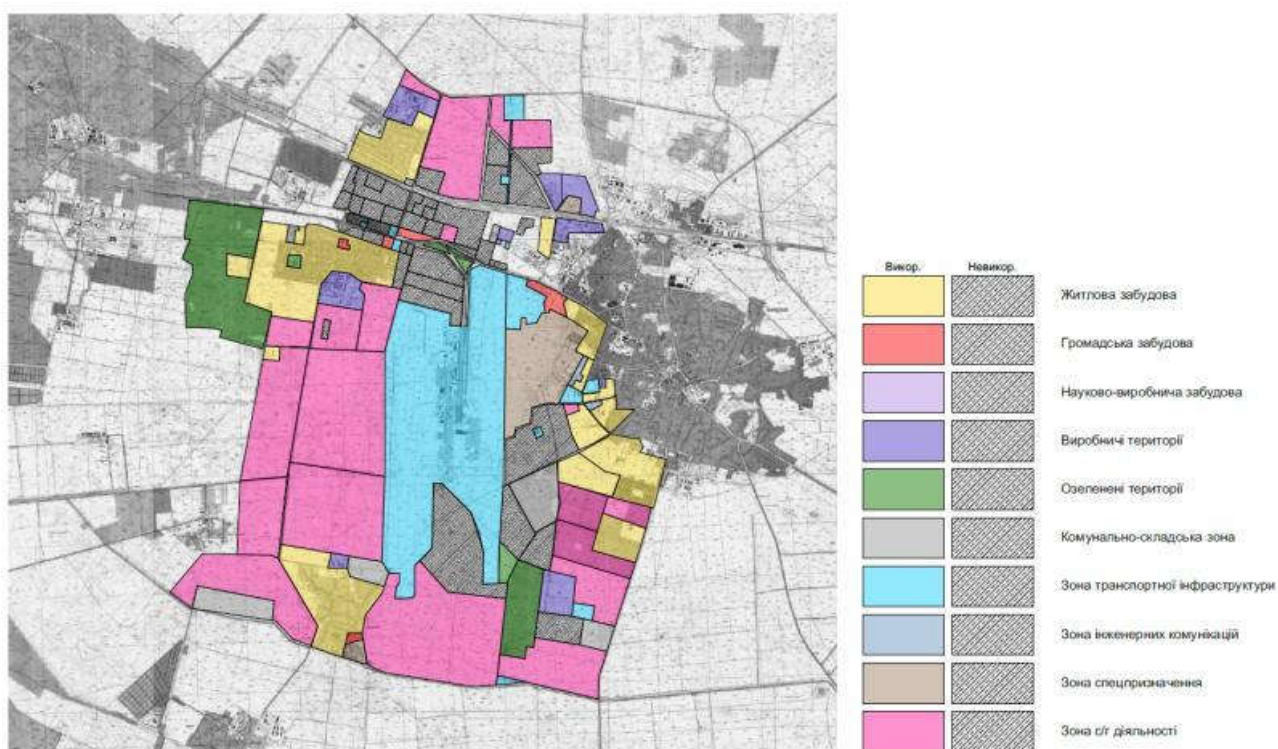 Викор. Невикор.
Житлова забудова
Громадська забудова
Науково-виробнича забудова
Виробничі території
Озеленені території
Комунально-складська зона
Зона транспортної інфраструктури
Зона інженерних комунікацій
Зона спецпризначення
Зона с/г діяльності